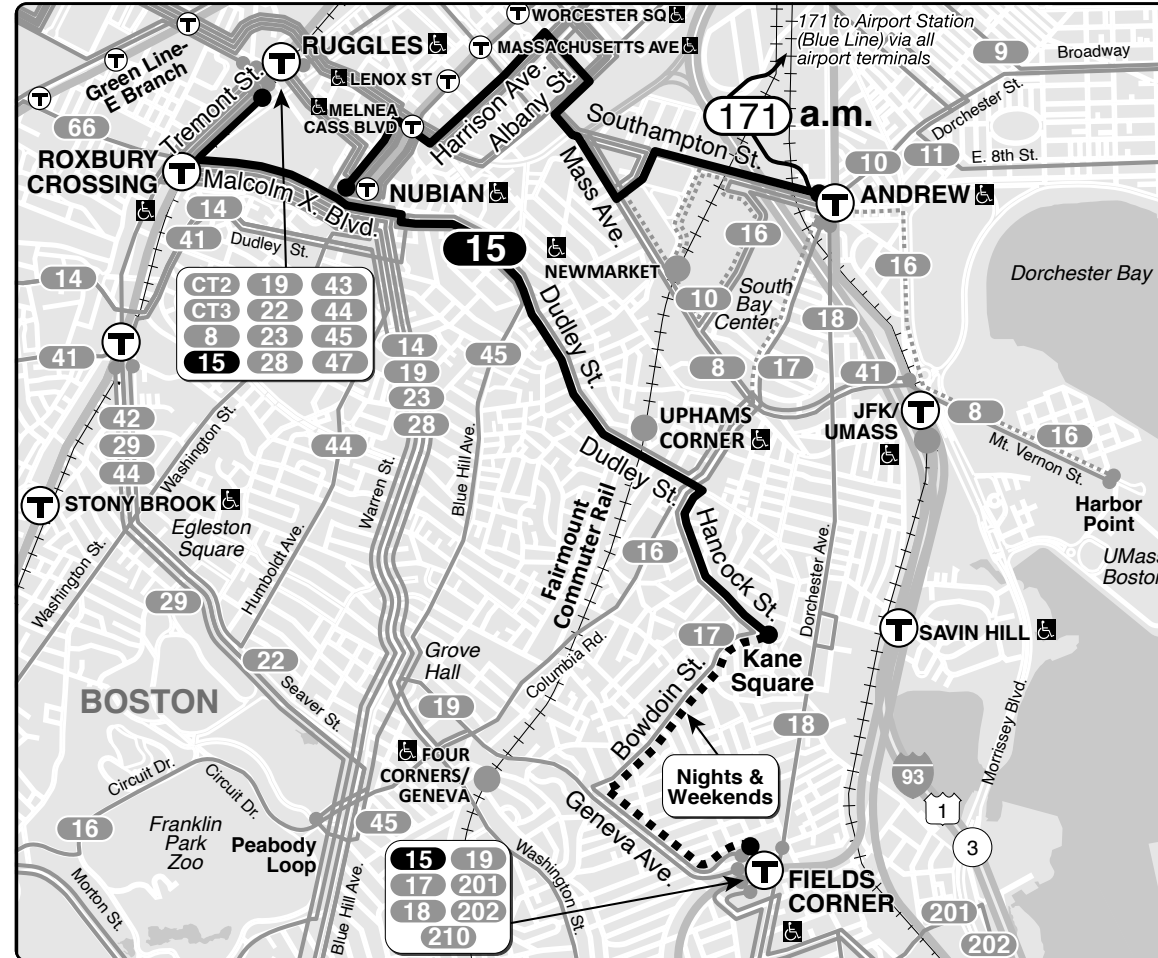 WORCESTER SQ
MASSACHUSETTS AVE
RUGGLES
LENOX ST
MELNEA
CASS BLVD
Green Line-
E Branch
Tremont St.
66
ROXBURY
CROSSING
Malcolm X. Blvd.
NUBIAN
Harrison Ave.
Albany St.
Mass Ave.
Southampton St.
171 to Airport Station
(Blue Line) via all
airport terminals
171 a.m.
9
Broadway
Dorchester St.
10
11
E. 8th St.
ANDREW
14
41
Dudley St.
14
41
CT2 19 43
CT3 22 44
8 23 45
15 28 47
15
NEWMARKET
16
10
South
Bay
Center
16
18
Dorchester Bay
14
19
23
28
45
Dudley St.
8
17
41
JFK/
UMASS
8
16
Mt. Vernon St.
Harbor
Point
UMas
Boston
42
29
44
Washington St.
44
UPHAMS
CORNER
Dudley St.
STONY BROOK
Egleston
Square
Washington St.
Humboldt Ave.
Warren St.
Blue Hill Ave.
Fairmount
Commuter Rail
16
Hancock St.
Dorchester Ave.
29
22
Seaver St.
Grove
Hall
19
Columbia Rd.
17
Kane
Square
Bowdoin St.
SAVIN HILL
Morrissey Blvd.
BOSTON
18
Nights &
Weekends
93
1
3
FOUR
CORNERS/
GENEVA
Geneva Ave.
Circuit Dr.
Circuit Dr.
16
Franklin
Park
Zoo
Peabody
Loop
45
15 19
17 201
18 202
210
Washington St.
FIELDS
CORNER
201
202
Morton St.
Blue Hill Ave.